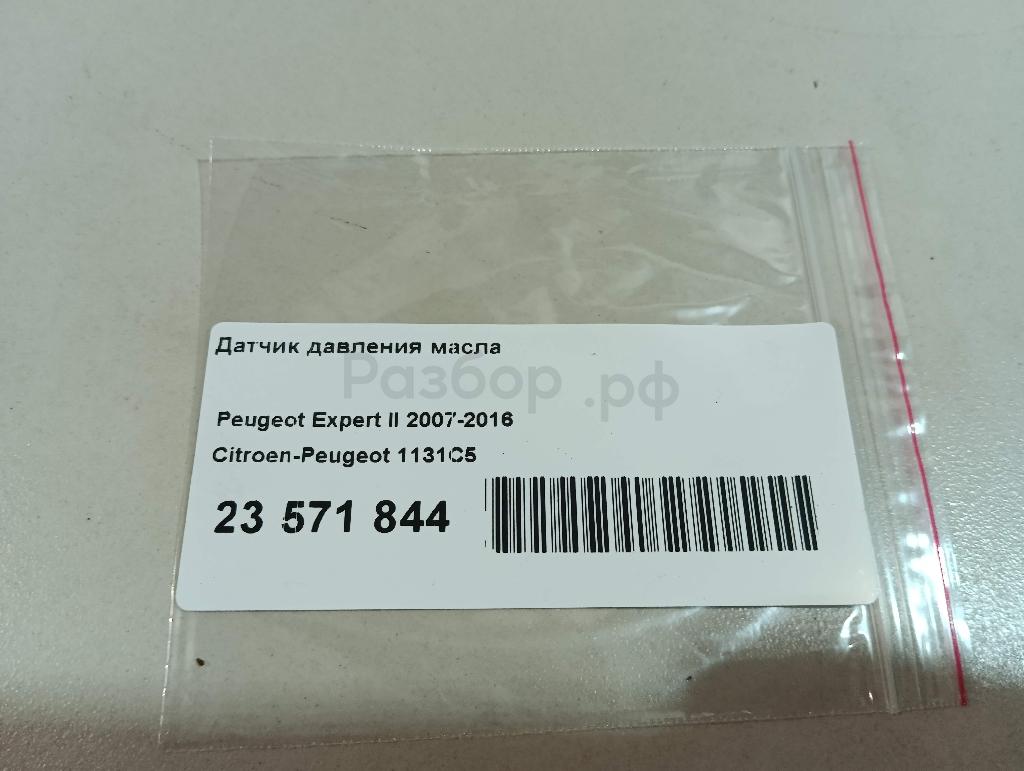 Датчик давления масла
Разбор.рф
Peugeot Expert II 2007-2016
Citroen-Peugeot 1131C5
23 571 844